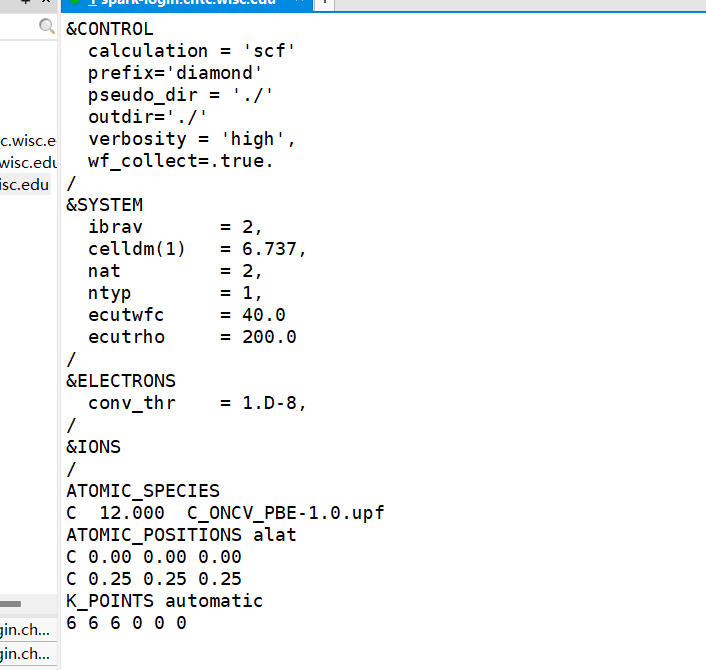 spark-login.chtc.wisc.edu
c.wisc.e
wisc.edu
isc.edu
&CONTROL
calculation = 'scf'
prefix='diamond'
pseudo_dir = './'
outdir='./'
verbosity = 'high',
wf_collect=.true.
/
&SYSTEM
ibrav = 2,
celldm(1) = 6.737,
nat = 2,
ntyp = 1,
ecutwfc = 40.0
ecutrho = 200.0
/
&ELECTRONS
conv_thr = 1.D-8,
/
&IONS
/
ATOMIC_SPECIES
C 12.000 C_ONCV_PBE-1.0.upf
ATOMIC_POSITIONS alat
C 0.00 0.00 0.00
C 0.25 0.25 0.25
K_POINTS automatic
6 6 6 0 0 0
gin.ch...
gin.ch...